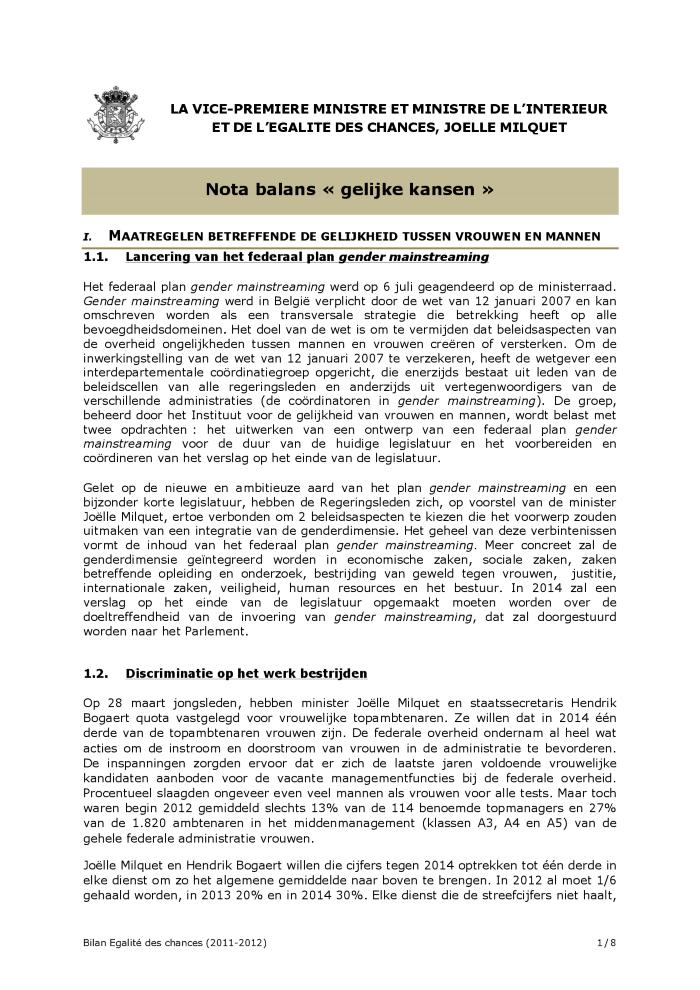 LA VICE-PREMIERE MINISTRE ET MINISTRE DE L’INTERIEUR
ET DE L’EGALITE DES CHANCES, JOELLE MILQUET
Nota balans « gelijke kansen »
I. MAATREGELEN BETREFFENDE DE GELIJKHEID TUSSEN VROUWEN EN MANNEN
1.1. Lancering van het federaal plan gender mainstreaming
Het federaal plan gender mainstreaming werd op 6 juli geagendeerd op de ministerraad.
Gender mainstreaming werd in België verplicht door de wet van 12 januari 2007 en kan
omschreven worden als een transversale strategie die betrekking heeft op alle
bevoegdheidsdomeinen. Het doel van de wet is om te vermijden dat beleidsaspecten van
de overheid ongelijkheden tussen mannen en vrouwen creëren of versterken. Om de
inwerkingstelling van de wet van 12 januari 2007 te verzekeren, heeft de wetgever een
interdepartementale coördinatiegroep opgericht, die enerzijds bestaat uit leden van de
beleidscellen van alle regeringsleden en anderzijds uit vertegenwoordigers van de
verschillende administraties (de coördinatoren in gender mainstreaming). De groep,
beheerd door het Instituut voor de gelijkheid van vrouwen en mannen, wordt belast met
twee opdrachten : het uitwerken van een ontwerp van een federaal plan gender
mainstreaming voor de duur van de huidige legislatuur en het voorbereiden en
coördineren van het verslag op het einde van de legislatuur.
Gelet op de nieuwe en ambitieuze aard van het plan gender mainstreaming en een
bijzonder korte legislatuur, hebben de Regeringsleden zich, op voorstel van de minister
Joëlle Milquet, ertoe verbonden om 2 beleidsaspecten te kiezen die het voorwerp zouden
uitmaken van een integratie van de genderdimensie. Het geheel van deze verbintenissen
vormt de inhoud van het federaal plan gender mainstreaming. Meer concreet zal de
genderdimensie geïntegreerd worden in economische zaken, sociale zaken, zaken
betreffende opleiding en onderzoek, bestrijding van geweld tegen vrouwen, justitie,
internationale zaken, veiligheid, human resources en het bestuur. In 2014 zal een
verslag op het einde van de legislatuur opgemaakt moeten worden over de
doeltreffendheid van de invoering van gender mainstreaming, dat zal doorgestuurd
worden naar het Parlement.
1.2. Discriminatie op het werk bestrijden
Op 28 maart jongsleden, hebben minister Joëlle Milquet en staatssecretaris Hendrik
Bogaert quota vastgelegd voor vrouwelijke topambtenaren. Ze willen dat in 2014 één
derde van de topambtenaren vrouwen zijn. De federale overheid ondernam al heel wat
acties om de instroom en doorstroom van vrouwen in de administratie te bevorderen.
De inspanningen zorgden ervoor dat er zich de laatste jaren voldoende vrouwelijke
kandidaten aanboden voor de vacante managementfuncties bij de federale overheid.
Procentueel slaagden ongeveer even veel mannen als vrouwen voor alle tests. Maar toch
waren begin 2012 gemiddeld slechts 13% van de 114 benoemde topmanagers en 27%
van de 1.820 ambtenaren in het middenmanagement (klassen A3, A4 en A5) van de
gehele federale administratie vrouwen.
Joëlle Milquet en Hendrik Bogaert willen die cijfers tegen 2014 optrekken tot één derde in
elke dienst om zo het algemene gemiddelde naar boven te brengen. In 2012 al moet 1/6
gehaald worden, in 2013 20% en in 2014 30%. Elke dienst die de streefcijfers niet haalt,
Bilan Egalité des chances (2011-2012) 1/8